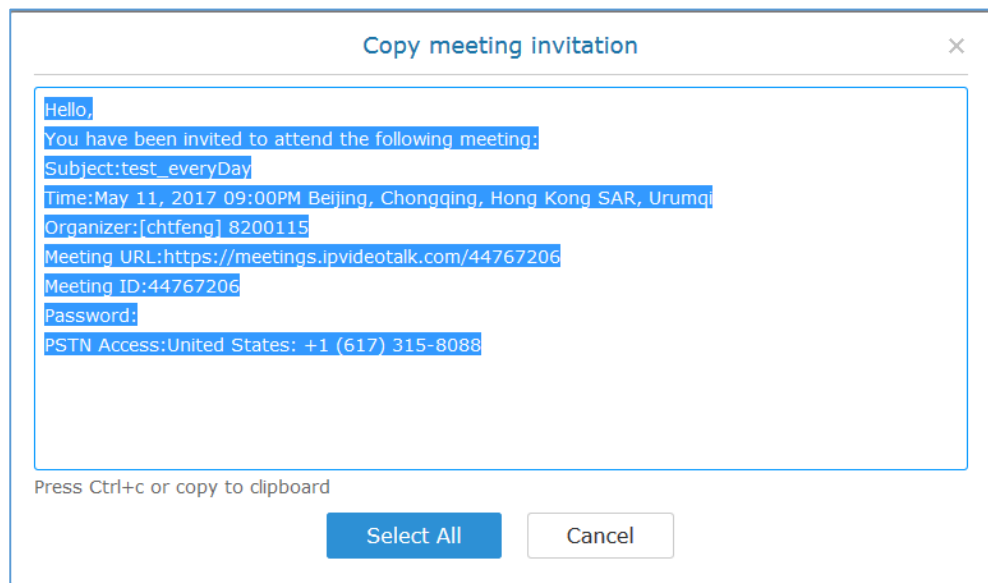 Copy meeting invitation
Hello,
You have been invited to attend the following meeting:
Subject:test_everyDay
Time:May 11, 2017 09:00PM Beijing, Chongqing, Hong Kong SAR, Urumqi
Organizer:[chtfeng] 8200115
Meeting URL:https://meetings.ipvideotalk.com/44767206
Meeting ID:44767206
Password:
PSTN Access:United States: +1 (617) 315-8088
Press Ctrl+c or copy to clipboard
Select All
Cancel